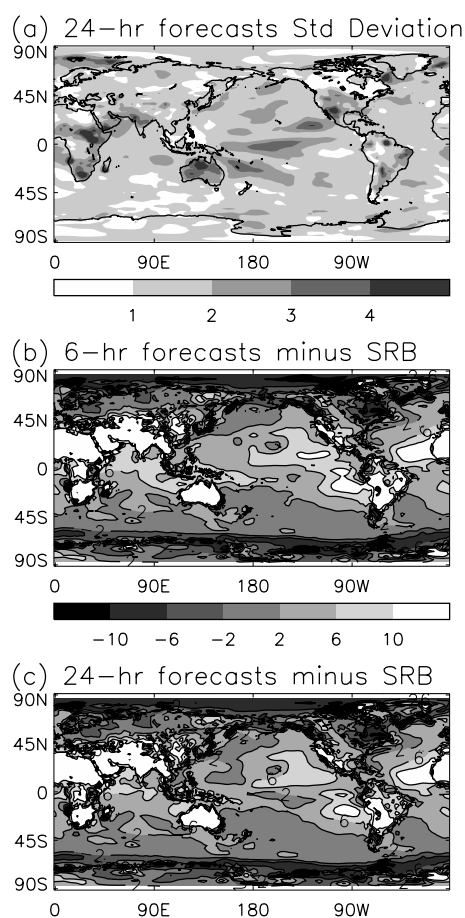 (a) 24-hr forecasts Std Deviation
90N
45N
0
45S
90S
0 90E 180 90W
1 2 3 4
(b) 6-hr forecasts minus SRB
90N
45N
0
45S
90S
0 90E 180 90W
-10 -6 -2 2 6 10
(c) 24-hr forecasts minus SRB
90N
45N
0
45S
90S
0 90E 180 90W